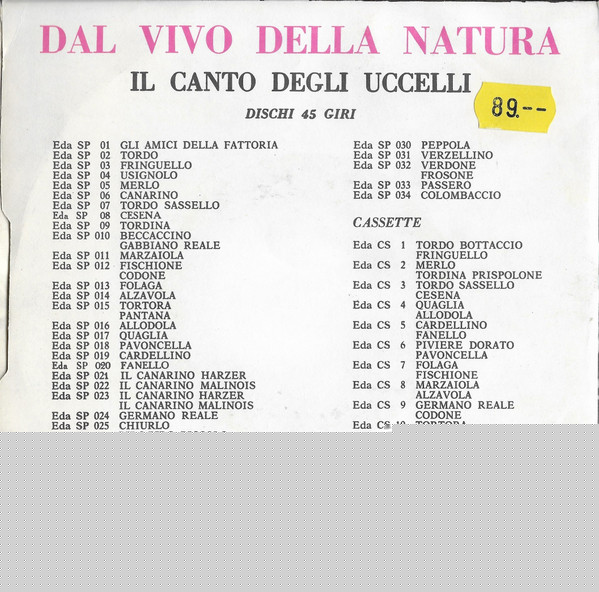 DAL VIVO DELLA NATURA
IL CANTO DEGLI UCCELLI
89.--
DISCHI 45 GIRI
Eda SP 01 GLI AMICI DELLA FATTORIA
Eda SP 02 TORDO
Eda SP 03 FRINGUELLO
Eda SP 04 USIGNOLO
Eda SP 05 MERLO
Eda SP 06 CANARINO
Eda SP 07 TORDO SASSELLO
Eda SP 08 CESENA
Eda SP 09 TORDINA
Eda SP 010 BECCACCINO
GABBIANO REALE
Eda SP 011 MARZAIOLA
Eda SP 012 FISCHIONE
CODONE
Eda SP 013 FOLAGA
Eda SP 014 ALZAVOLA
Eda SP 015 TORTORA
PANTANA
Eda SP 016 ALLODOLA
Eda SP 017 QUAGLIA
Eda SP 018 PAVONCELLA
Eda SP 019 CARDELLINO
Eda SP 020 FANELLO
Eda SP 021 IL CANARINO HARZER
Eda SP 022 IL CANARINO MALINOIS
Eda SP 023 IL CANARINO HARZER
IL CANARINO MALINOIS
Eda SP 024 GERMANO REALE
Eda SP 025 CHIURLO
Eda SP 030 PEPPOLA
Eda SP 031 VERZELLINO
Eda SP 032 VERDONE
FROSONE
Eda SP 033 PASSERO
Eda SP 034 COLOMBACCIO
CASSETTE
Eda CS 1 TORDO BOTTACCIO
FRINGUELLO
Eda CS 2 MERLO
TORDINA PRISPOLONE
Eda CS 3 TORDO SASSELLO
CESENA
Eda CS 4 QUAGLIA
ALLODOLA
Eda CS 5 CARDELLINO
FANELLO
Eda CS 6 PIVIERE DORATO
PAVONCELLA
Eda CS 7 FOLAGA
FISCHIONE
Eda CS 8 MARZAIOLA
ALZAVOLA
Eda CS 9 GERMANO REALE
CODONE
Eda CS 10 TORTORA